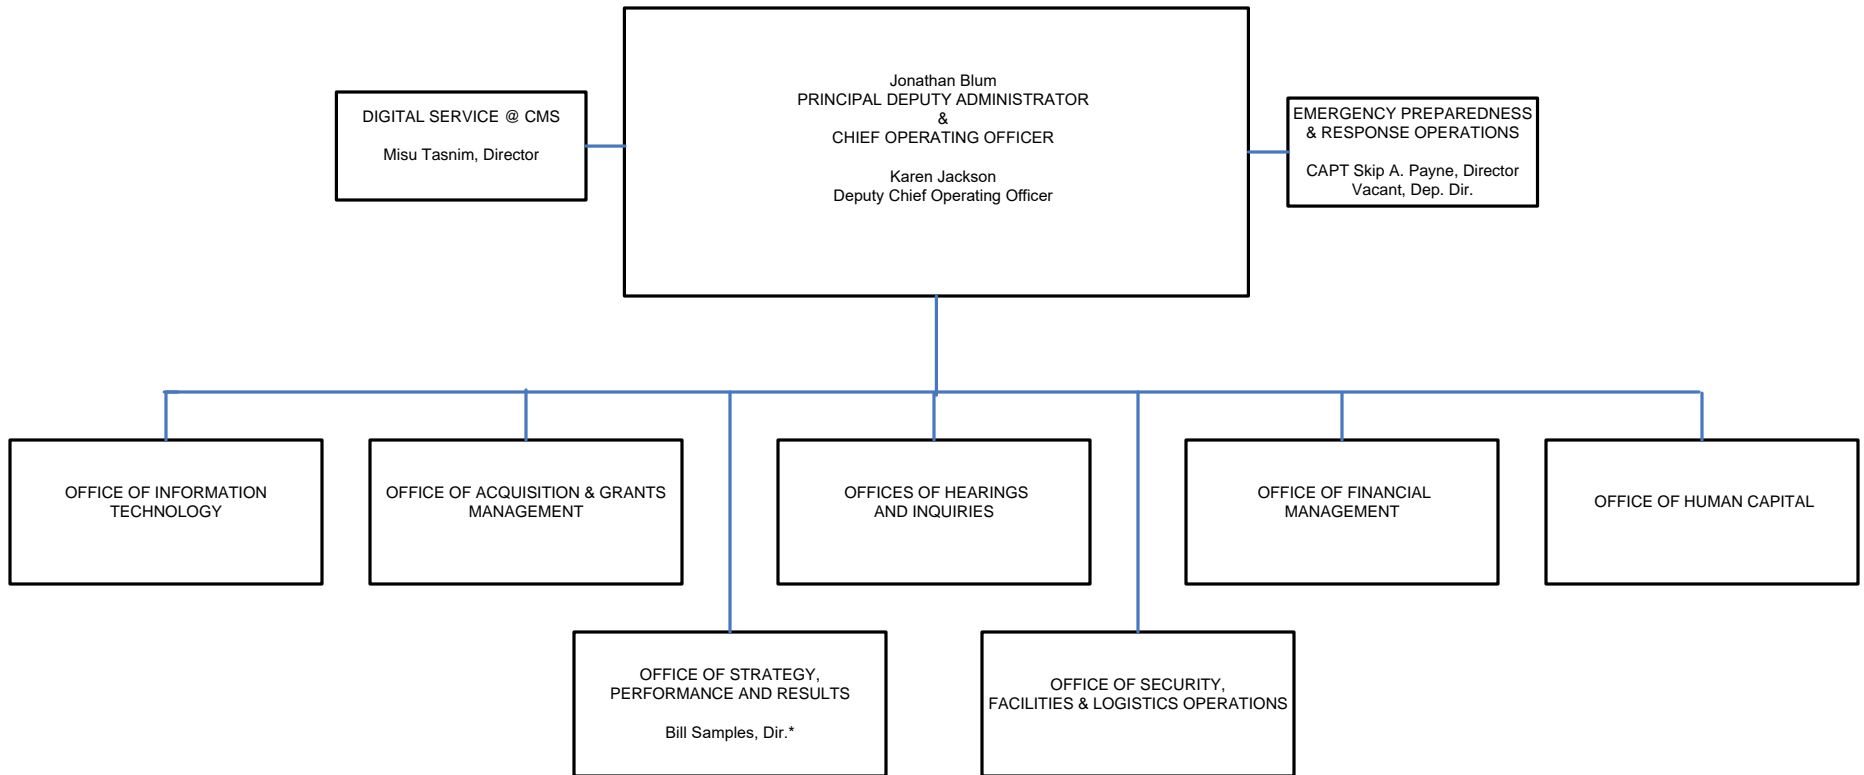 Jonathan Blum
PRINCIPAL DEPUTY ADMINISTRATOR
&
CHIEF OPERATING OFFICER
Karen Jackson
Deputy Chief Operating Officer
DIGITAL SERVICE @ CMS
Misu Tasnim, Director
EMERGENCY PREPAREDNESS
& RESPONSE OPERATIONS
CAPT Skip A. Payne, Director
Vacant, Dep. Dir.
OFFICE OF INFORMATION
TECHNOLOGY
OFFICE OF ACQUISITION & GRANTS
MANAGEMENT
OFFICES OF HEARINGS
AND INQUIRIES
OFFICE OF FINANCIAL
MANAGEMENT
OFFICE OF HUMAN CAPITAL
OFFICE OF STRATEGY,
PERFORMANCE AND RESULTS
Bill Samples, Dir.*
OFFICE OF SECURITY,
FACILITIES & LOGISTICS OPERATIONS